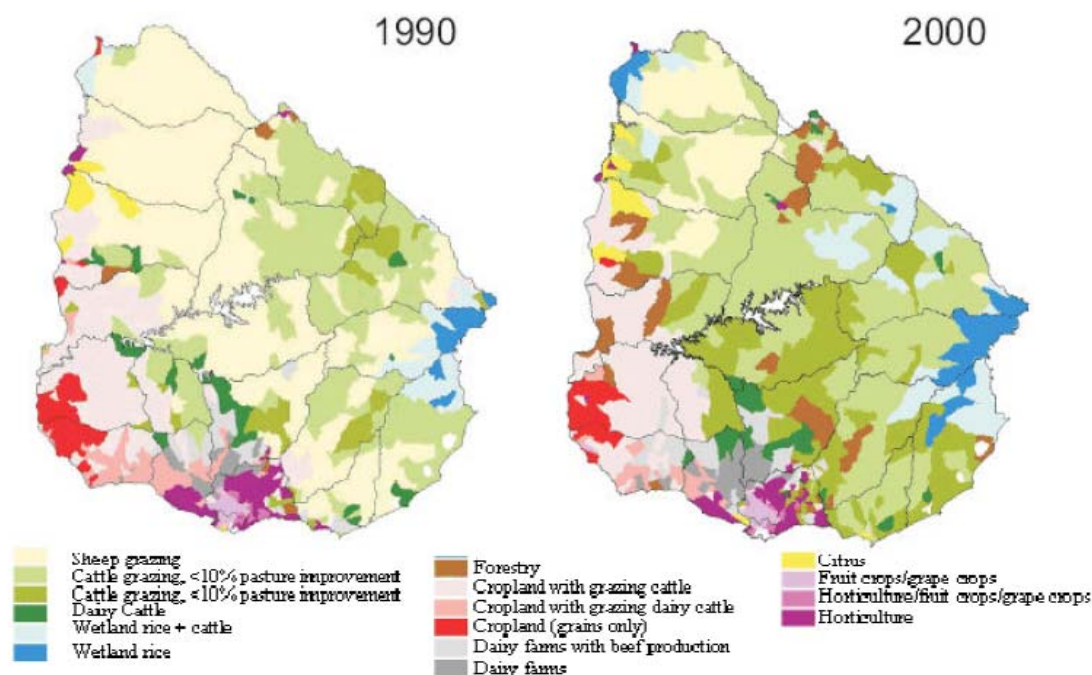 1990
2000
Sheep grazing
Cattle grazing, <10% pasture improvement
Cattle grazing, <10% pasture improvement
Dairy Cattle
Wetland rice + cattle
Wetland rice
Forestry
Cropland with grazing cattle
Cropland with grazing dairy cattle
Cropland (grains only)
Dairy farms with beef production
Dairy farms
Citrus
Fruit crops/grape crops
Horticulture/fruit crops/grape crops
Horticulture